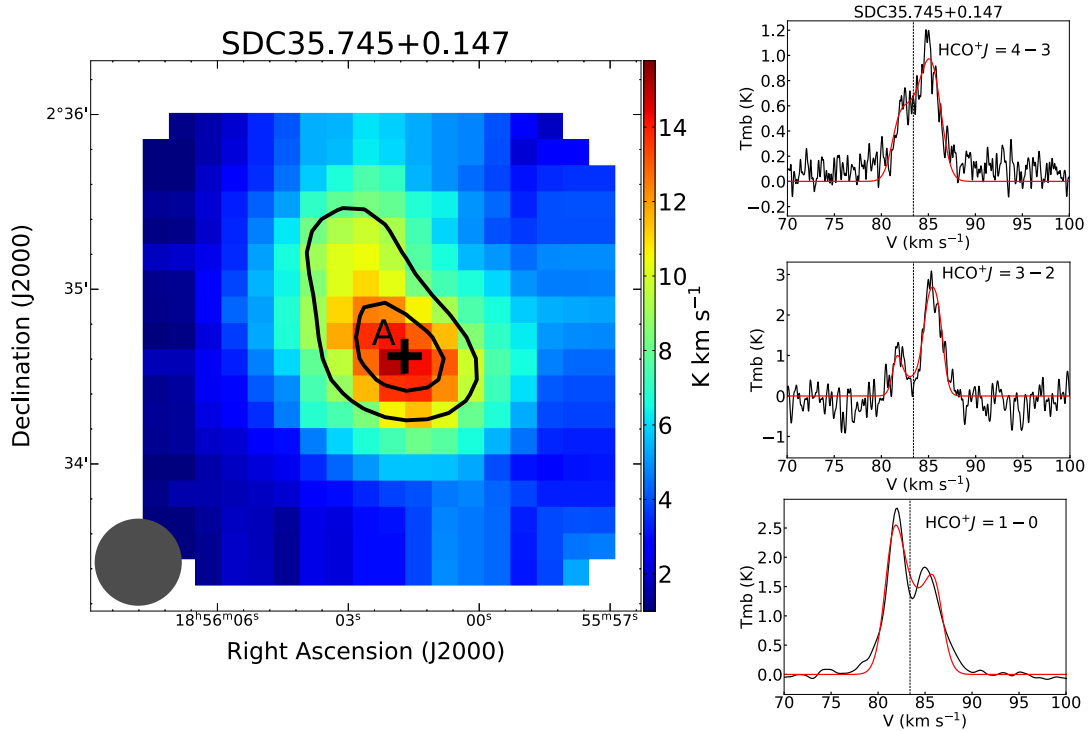 SDC35.745+0.147
2°36'
35'
34'
Declination (J2000)
A
18ʰ56ᵐ06ˢ
03ˢ
00ˢ
55ᵐ57ˢ
Right Ascension (J2000)
14
12
10
8
6
4
2
K km s⁻¹
SDC35.745+0.147
HCO⁺J = 4 − 3
1.2
1.0
0.8
0.6
0.4
0.2
0.0
−0.2
Tmb (K)
70 75 80 85 90 95 100
V (km s⁻¹)
HCO⁺J = 3 − 2
3
2
1
0
−1
Tmb (K)
70 75 80 85 90 95 100
V (km s⁻¹)
HCO⁺J = 1 − 0
2.5
2.0
1.5
1.0
0.5
0.0
Tmb (K)
70 75 80 85 90 95 100
V (km s⁻¹)